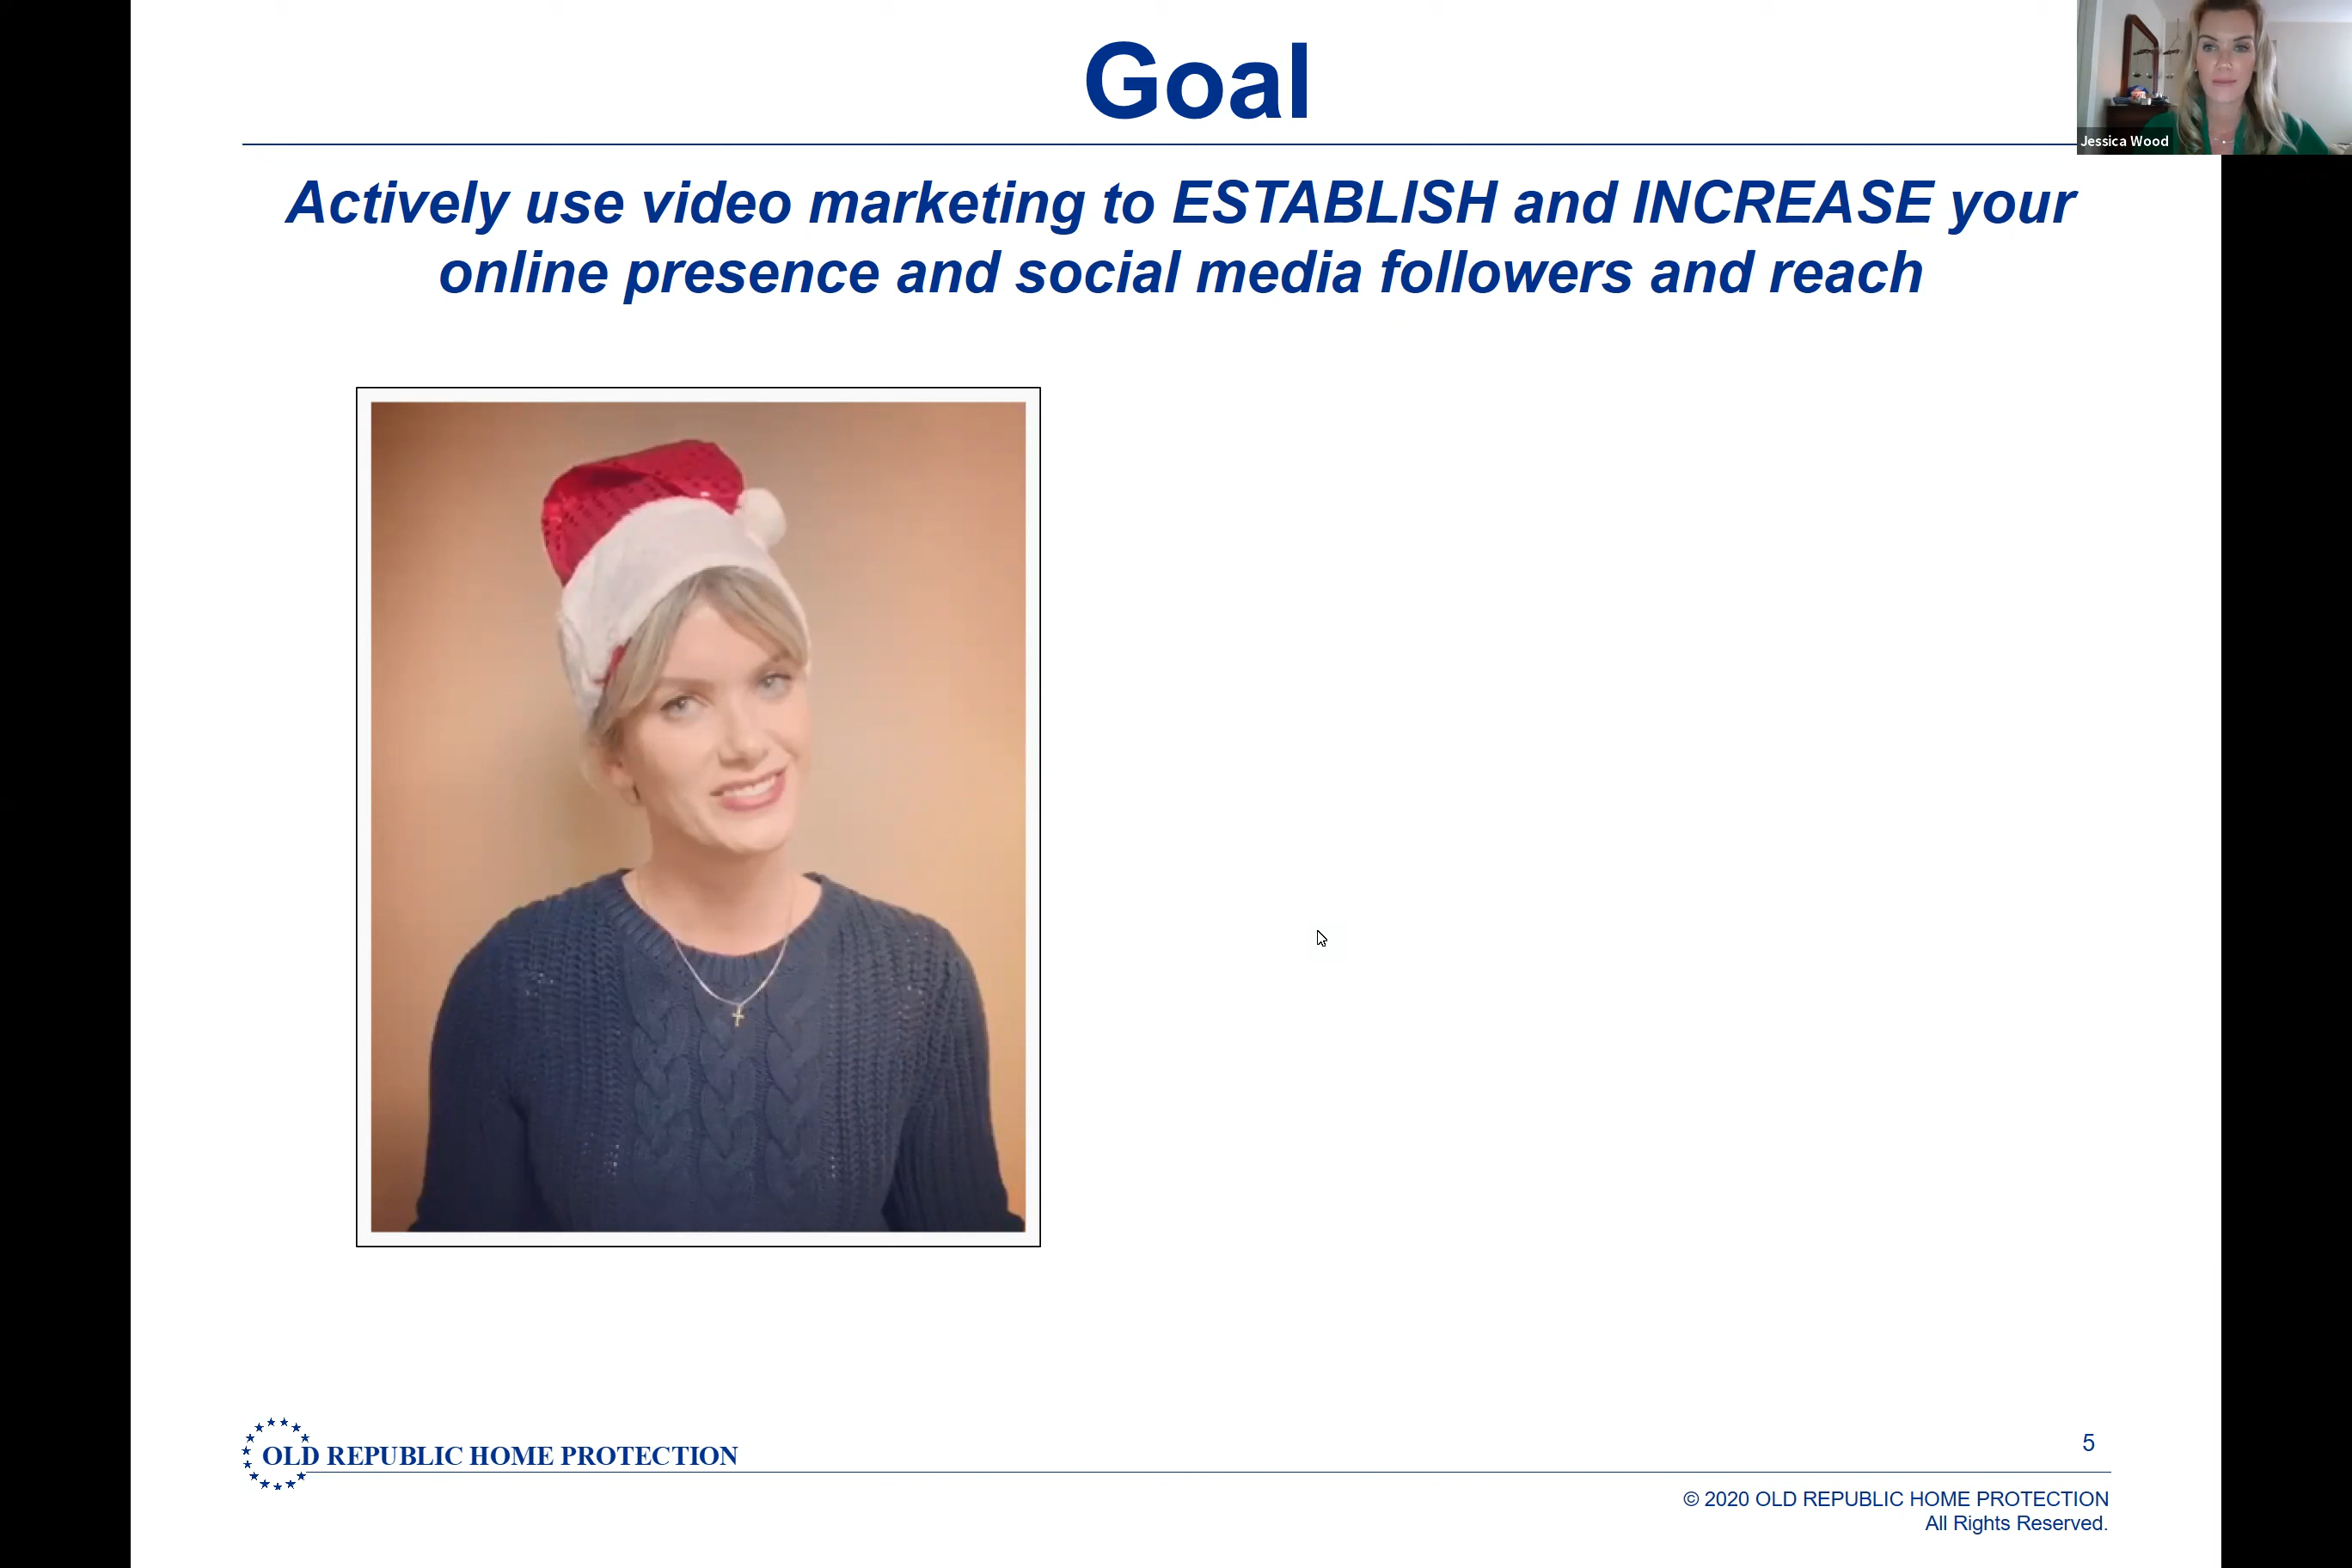 Goal
Jessica Wood
Actively use video marketing to ESTABLISH and INCREASE your
online presence and social media followers and reach
OLD REPUBLIC HOME PROTECTION
5
© 2020 OLD REPUBLIC HOME PROTECTION
All Rights Reserved.